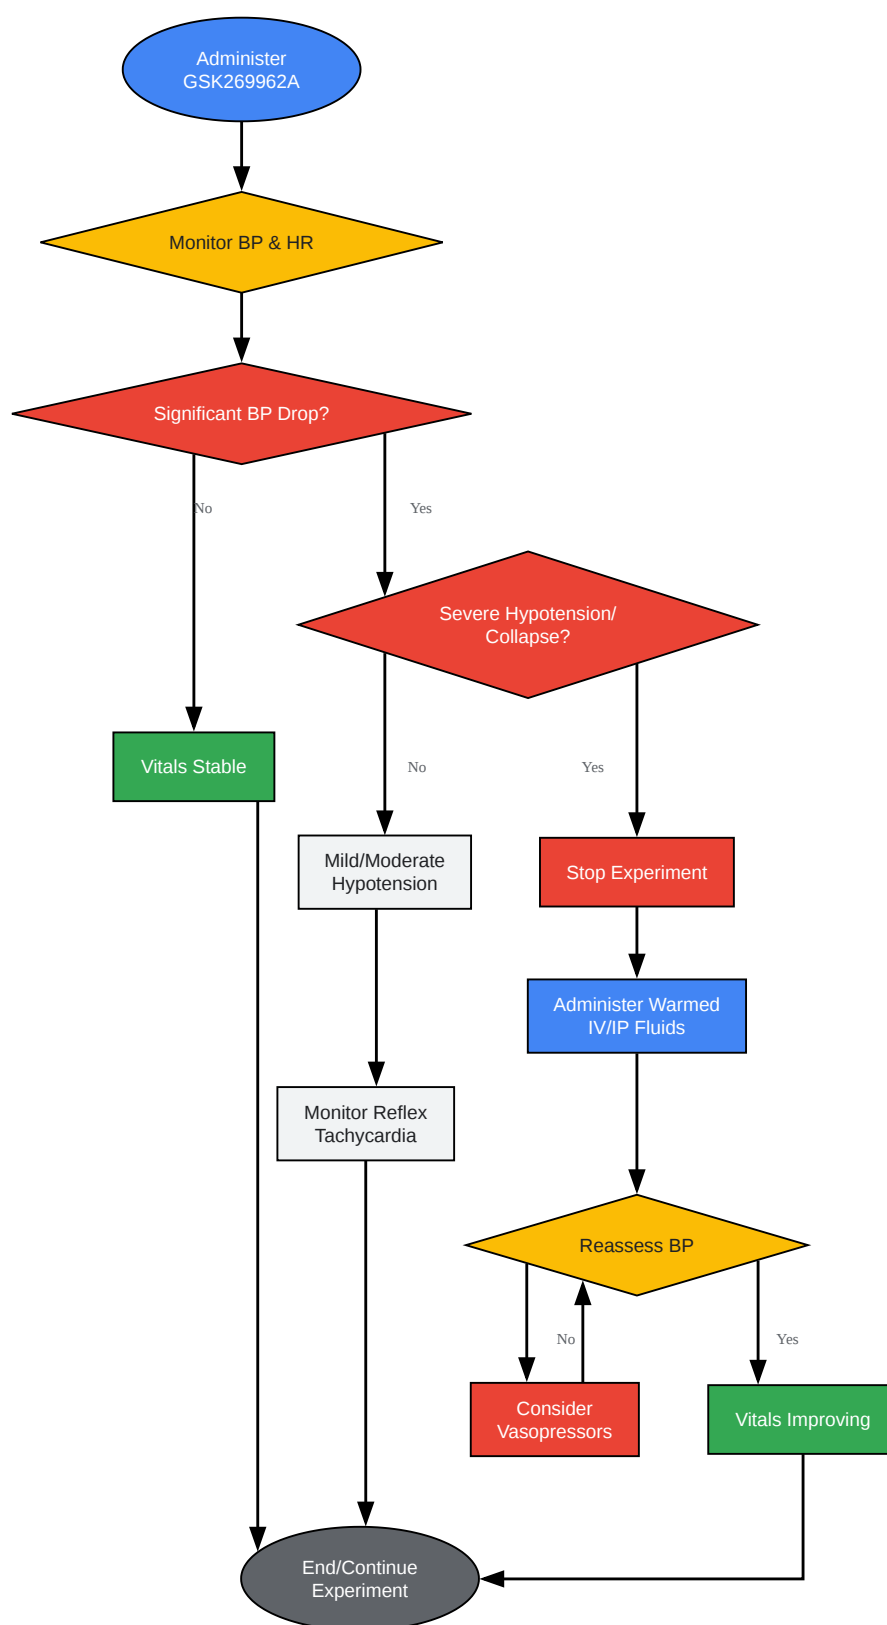 Administer
GSK269962A
Monitor BP & HR
Significant BP Drop?
No
Yes
Severe Hypotension/
Collapse?
Vitals Stable
No
Yes
Mild/Moderate
Hypotension
Stop Experiment
Administer Warmed
IV/IP Fluids
Monitor Reflex
Tachycardia
Reassess BP
No
Yes
Consider
Vasopressors
Vitals Improving
End/Continue
Experiment